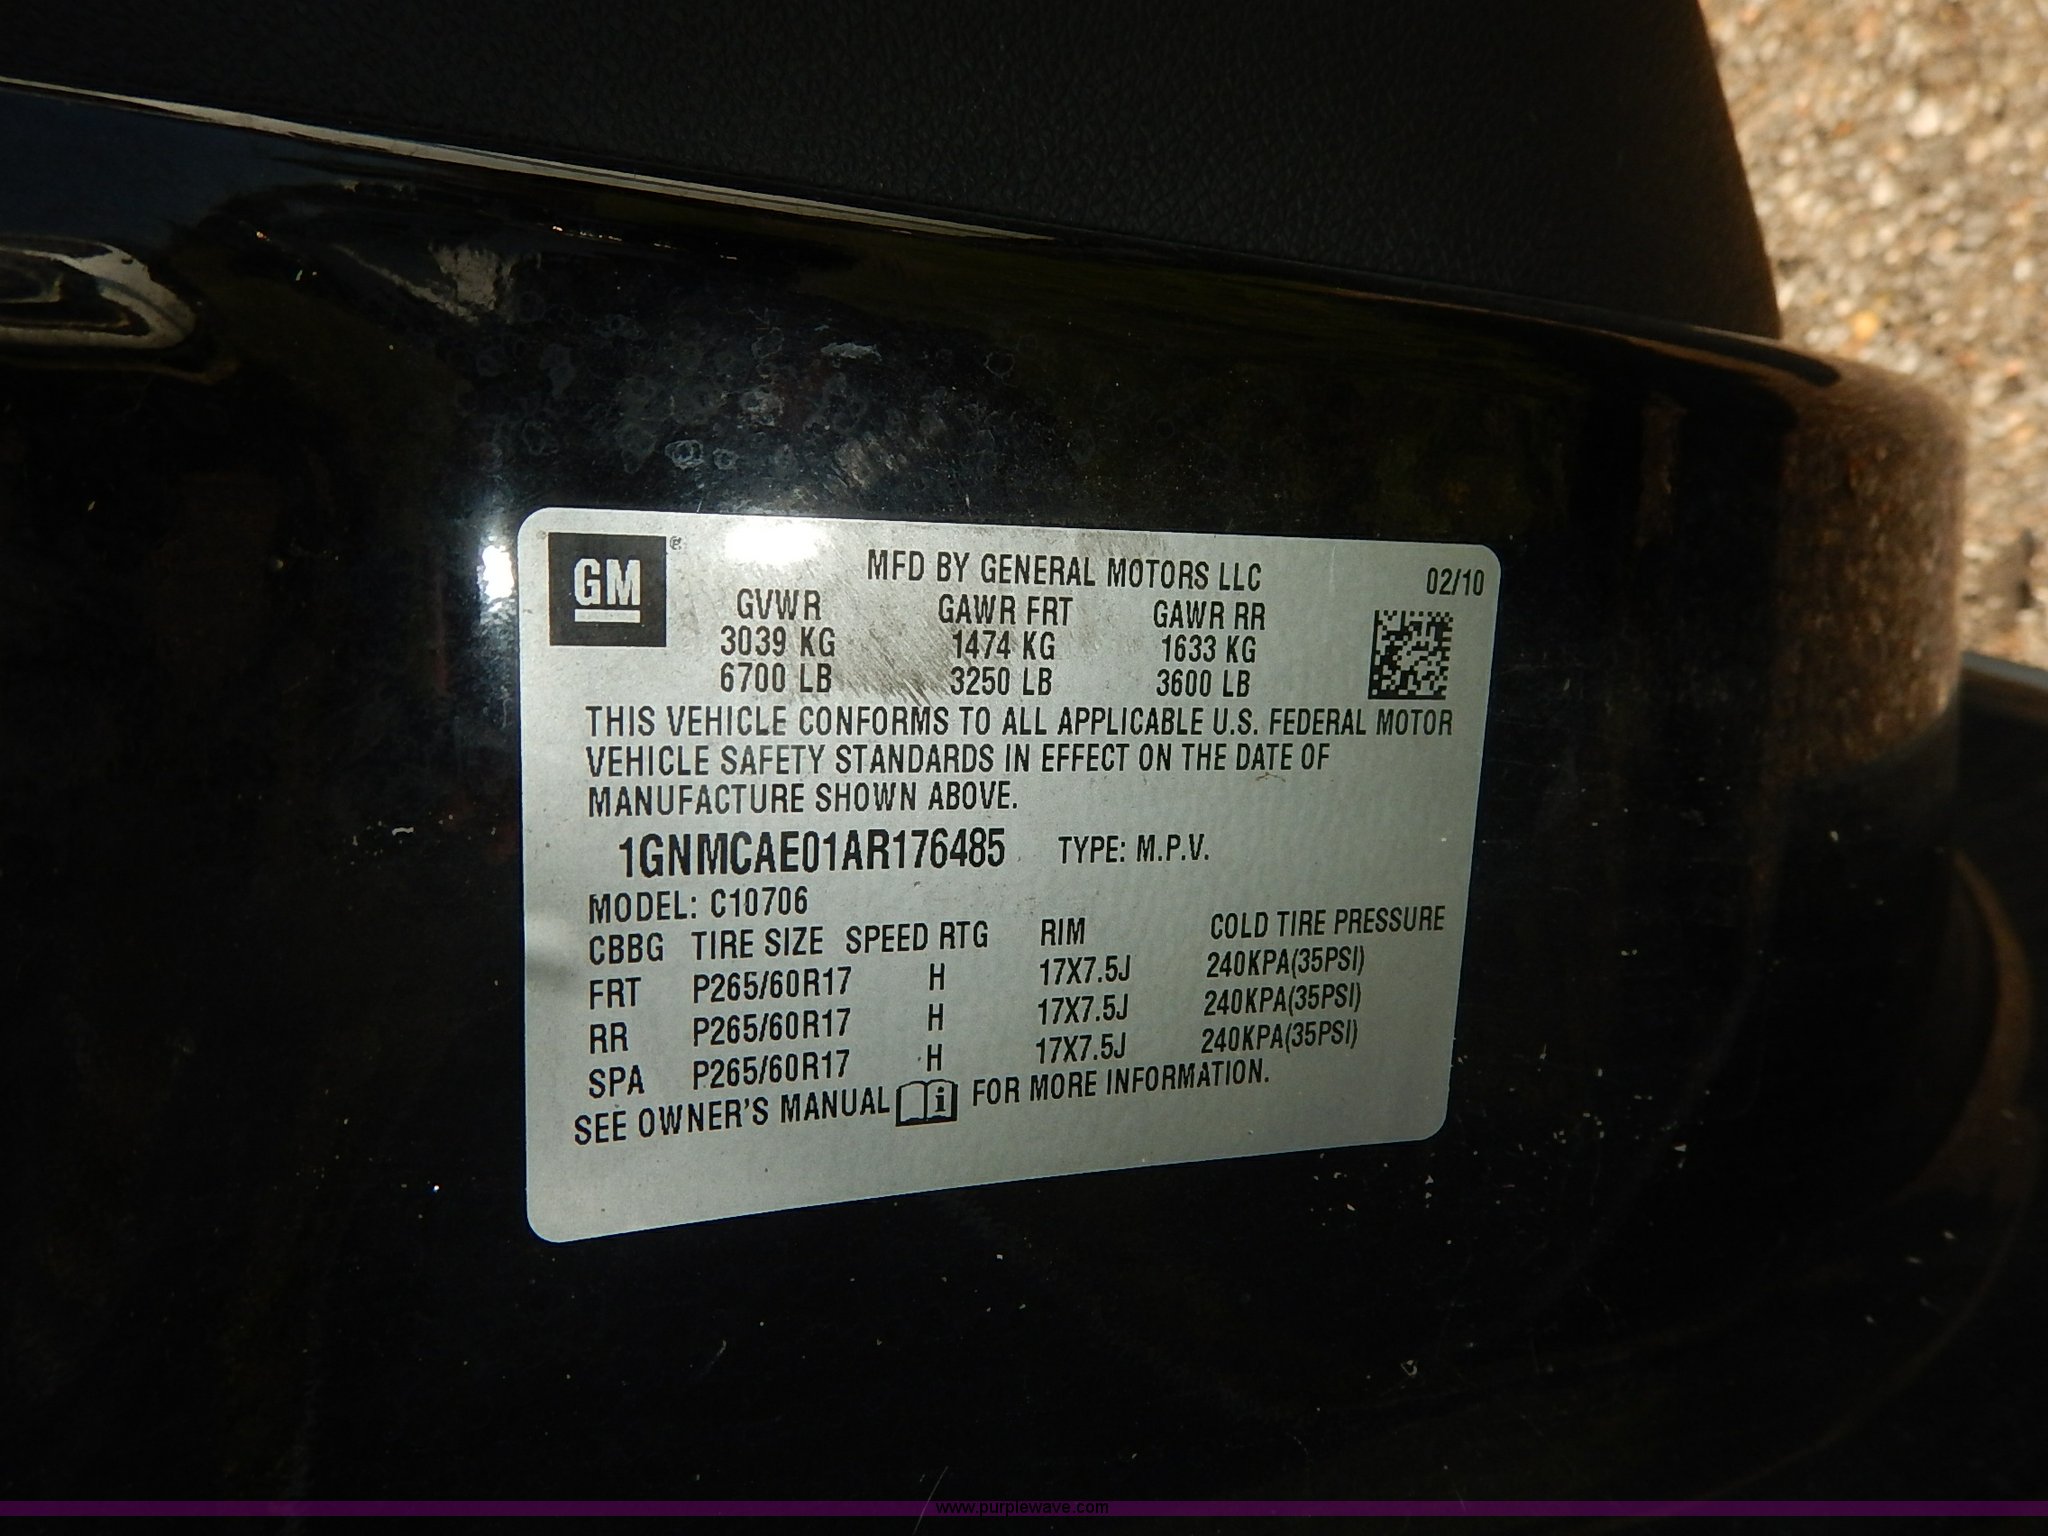 GM ®
MFD BY GENERAL MOTORS LLC 02/10
GVWR GAWR FRT GAWR RR
3039 KG 1474 KG 1633 KG
6700 LB 3250 LB 3600 LB
THIS VEHICLE CONFORMS TO ALL APPLICABLE U.S. FEDERAL MOTOR
VEHICLE SAFETY STANDARDS IN EFFECT ON THE DATE OF
MANUFACTURE SHOWN ABOVE.
1GNMCAE01AR176485 TYPE: M.P.V.
MODEL: C10706
CBBG TIRE SIZE SPEED RTG RIM COLD TIRE PRESSURE
FRT P265/60R17 H 17X7.5J 240KPA(35PSI)
RR P265/60R17 H 17X7.5J 240KPA(35PSI)
SPA P265/60R17 H 17X7.5J 240KPA(35PSI)
SEE OWNER'S MANUAL FOR MORE INFORMATION.
www.purplewave.com